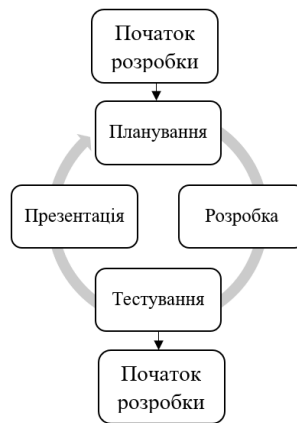 Початок
розробки
Планування
Презентація
Розробка
Тестування
Початок
розробки